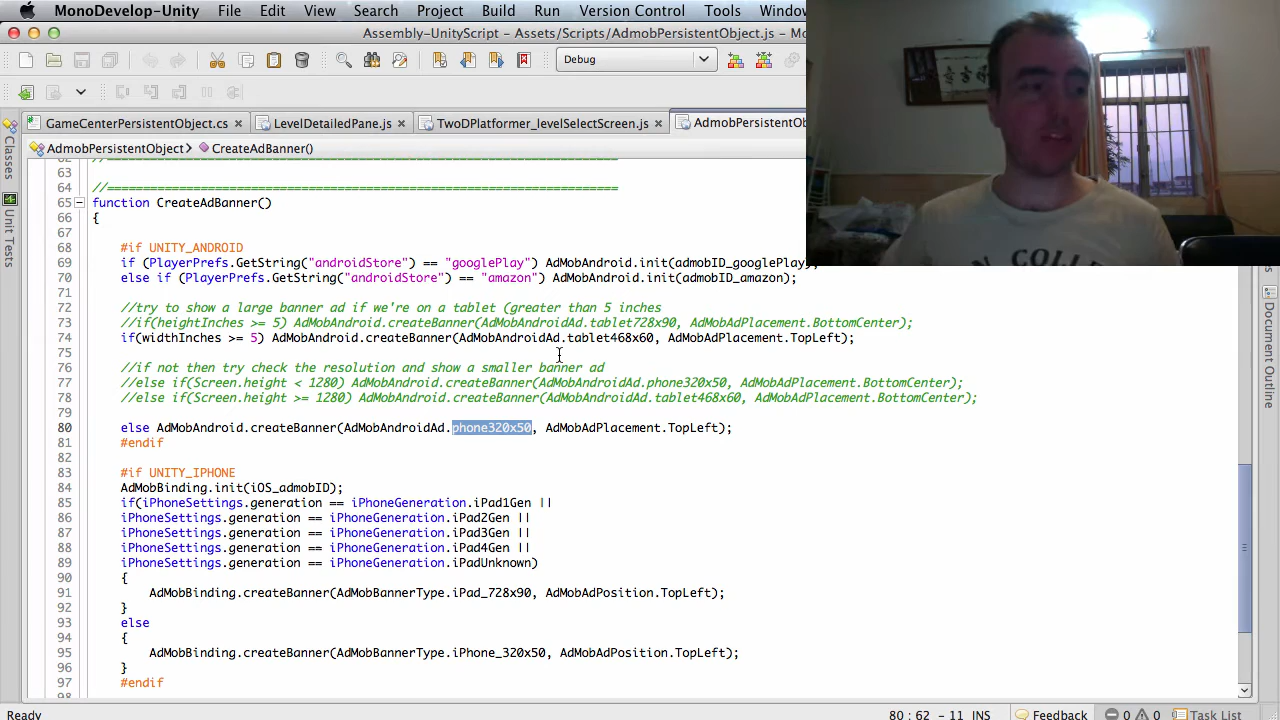 MonoDevelop-Unity File Edit View Search Project Build Run Version Control Tools Window
Assembly-UnityScript - Assets/Scripts/AdmobPersistentObject.js - Mo
Debug
GameCenterPersistentObject.cs
LevelDetailedPane.js
TwoDPlatformer_levelSelectScreen.js
AdmobPersistentOb
AdmobPersistentObject
CreateAdBanner()
Classes
Unit Tests
62 //========================================================================
63
64 //========================================================================
65 function CreateAdBanner()
66 {
67
68 #if UNITY_ANDROID
69 if (PlayerPrefs.GetString("androidStore") == "googlePlay") AdMobAndroid.init(admobID_googlePlay);
70 else if (PlayerPrefs.GetString("androidStore") == "amazon") AdMobAndroid.init(admobID_amazon);
71
72 //try to show a large banner ad if we're on a tablet (greater than 5 inches
73 //if(heightInches >= 5) AdMobAndroid.createBanner(AdMobAndroidAd.tablet728x90, AdMobAdPlacement.BottomCenter);
74 if(widthInches >= 5) AdMobAndroid.createBanner(AdMobAndroidAd.tablet468x60, AdMobAdPlacement.TopLeft);
75
76 //if not then try check the resolution and show a smaller banner ad
77 //else if(Screen.height < 1280) AdMobAndroid.createBanner(AdMobAndroidAd.phone320x50, AdMobAdPlacement.BottomCenter);
78 //else if(Screen.height >= 1280) AdMobAndroid.createBanner(AdMobAndroidAd.tablet468x60, AdMobAdPlacement.BottomCenter);
79
80 else AdMobAndroid.createBanner(AdMobAndroidAd.phone320x50, AdMobAdPlacement.TopLeft);
81 #endif
82
83 #if UNITY_IPHONE
84 AdMobBinding.init(iOS_admobID);
85 if(iPhoneSettings.generation == iPhoneGeneration.iPad1Gen ||
86 iPhoneSettings.generation == iPhoneGeneration.iPad2Gen ||
87 iPhoneSettings.generation == iPhoneGeneration.iPad3Gen ||
88 iPhoneSettings.generation == iPhoneGeneration.iPad4Gen ||
89 iPhoneSettings.generation == iPhoneGeneration.iPadUnknown)
90 {
91 AdMobBinding.createBanner(AdMobBannerType.iPad_728x90, AdMobAdPosition.TopLeft);
92 }
93 else
94 {
95 AdMobBinding.createBanner(AdMobBannerType.iPhone_320x50, AdMobAdPosition.TopLeft);
96 }
97 #endif
98
Document Outline
Ready
80 : 62 - 11 INS
Feedback
0 0
Task List